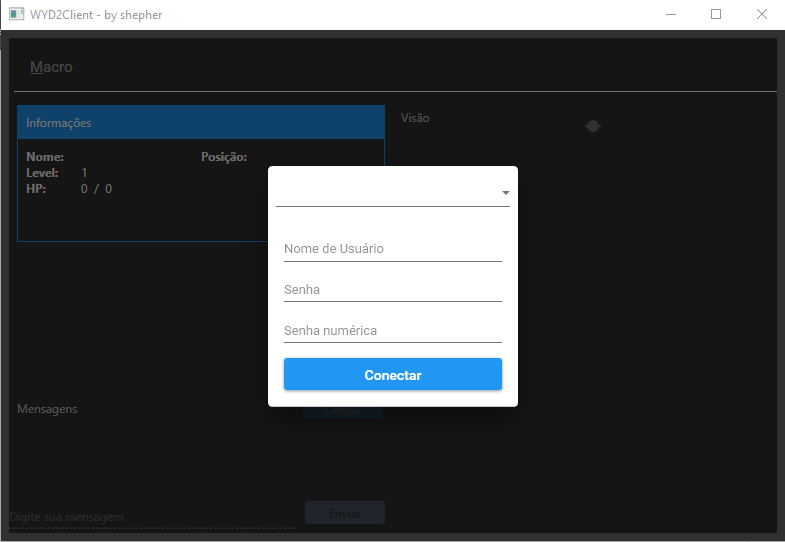 WYD2Client - by shepher
Macro
Informações
Visão
Nome:
Posição:
Level: 1
HP: 0 / 0
Nome de Usuário
Senha
Senha numérica
Conectar
Mensagens
Limpar
Digite sua mensagem
Enviar